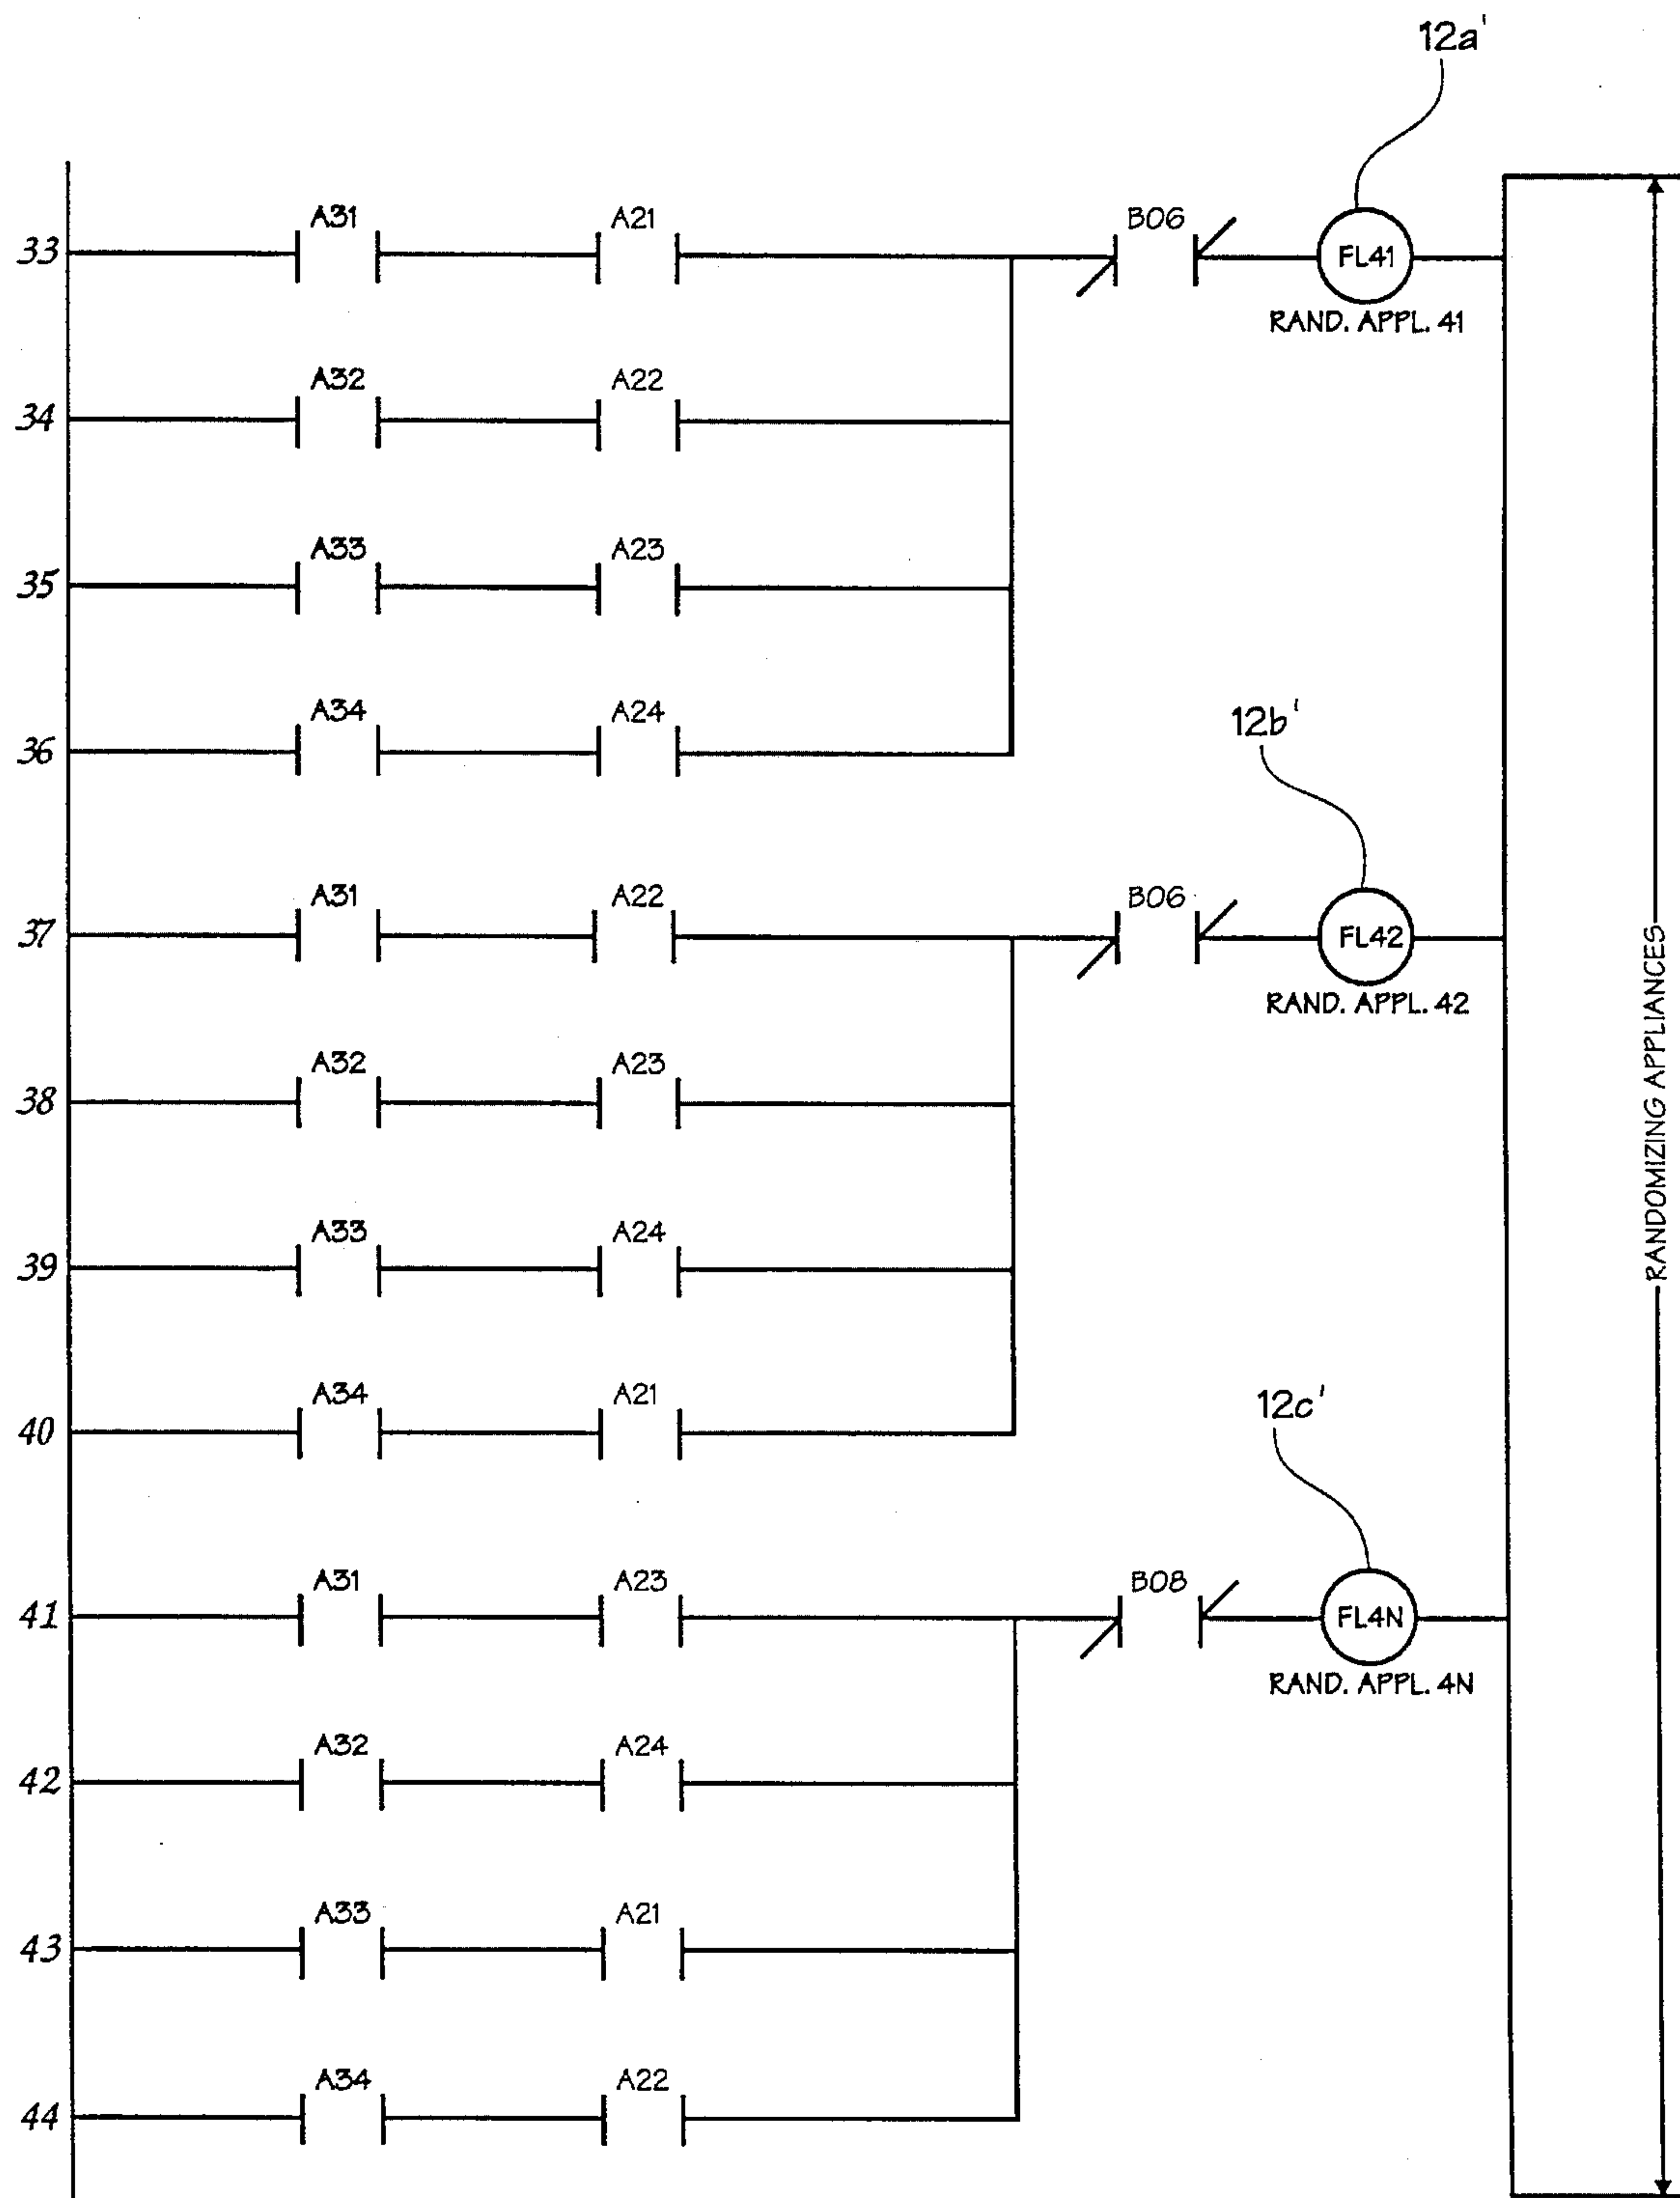 12a'
A31 A21 B06
33 FL41
RAND. APPL. 41
A32 A22
34
A33 A23
35
A34 A24
36
12b'
A31 A22 B06
37 FL42
RAND. APPL. 42
A32 A23
38
A33 A24
39
A34 A21
40
12c'
A31 A23 B08
41 FL4N
RAND. APPL. 4N
A32 A24
42
A33 A21
43
A34 A22
44
RANDOMIZING APPLIANCES